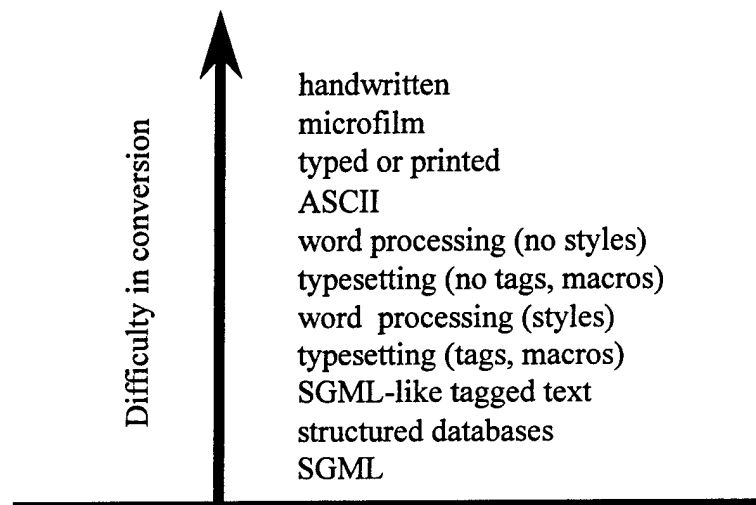 Difficulty in conversion
handwritten
microfilm
typed or printed
ASCII
word processing (no styles)
typesetting (no tags, macros)
word processing (styles)
typesetting (tags, macros)
SGML-like tagged text
structured databases
SGML